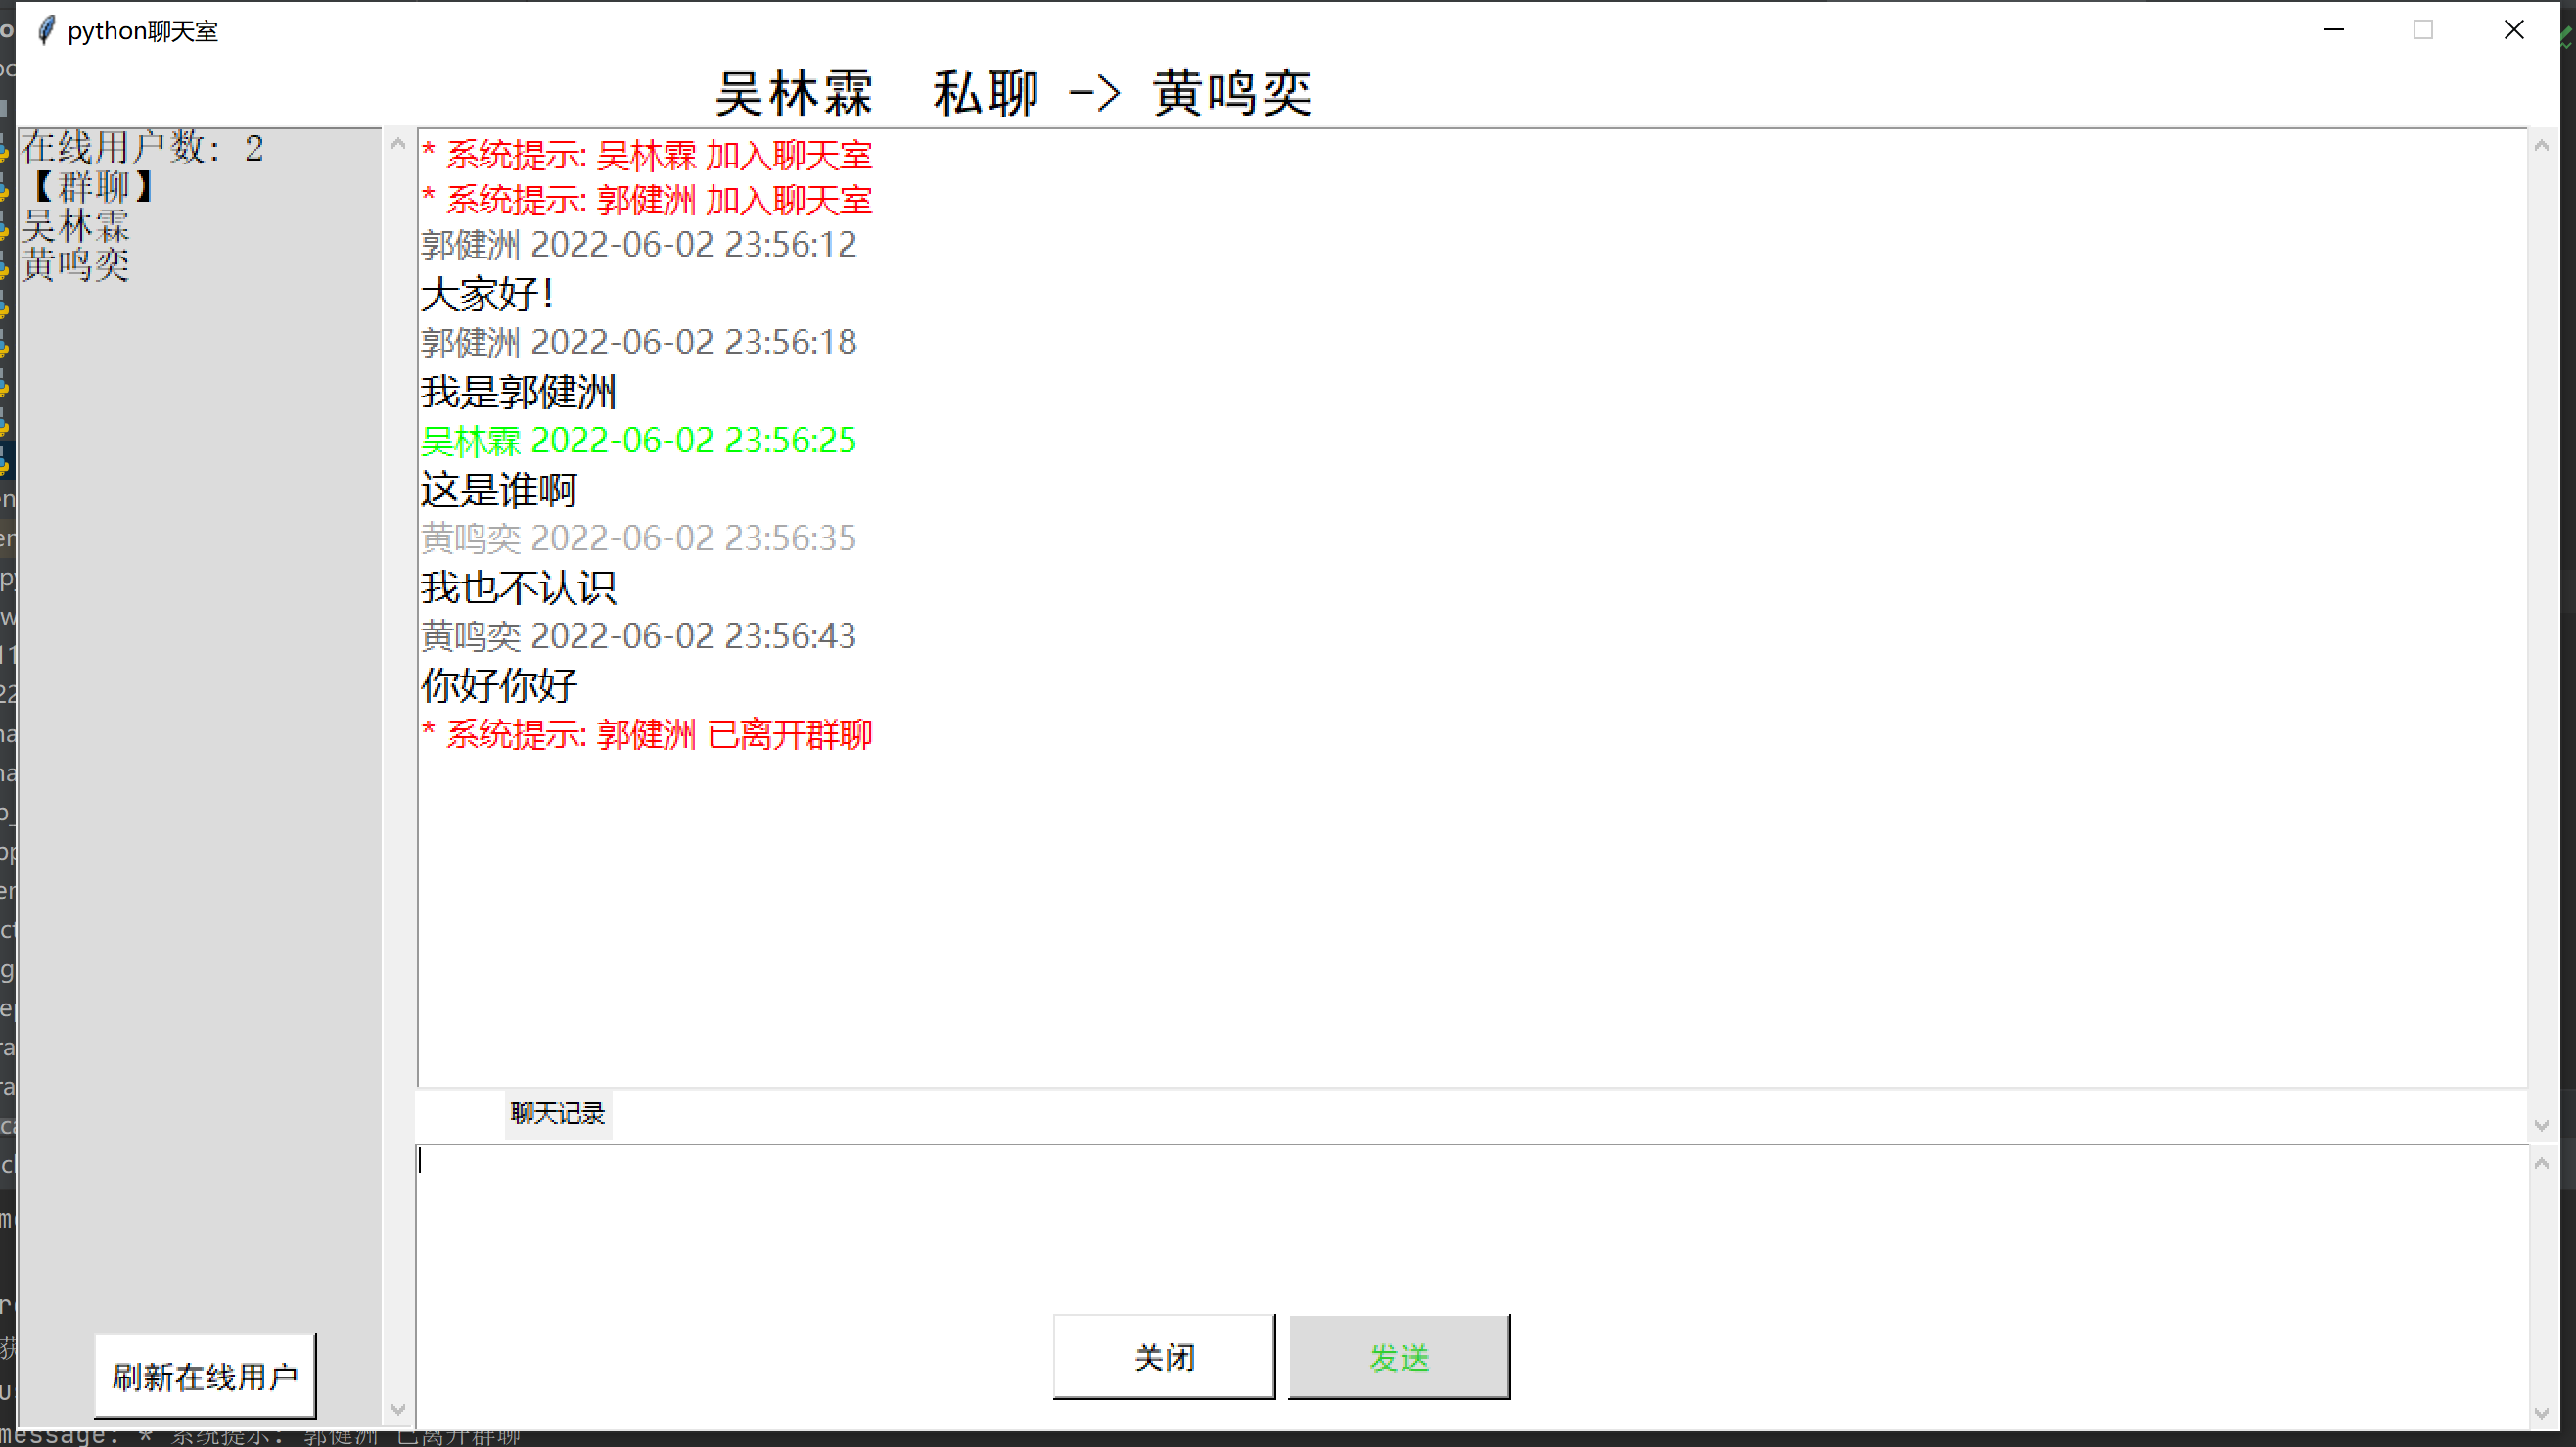 python聊天室
吴林霖 私聊 -> 黄鸣奕
在线用户数: 2
【群聊】
吴林霖
黄鸣奕
刷新在线用户
* 系统提示: 吴林霖 加入聊天室
* 系统提示: 郭健洲 加入聊天室
郭健洲 2022-06-02 23:56:12
大家好！
郭健洲 2022-06-02 23:56:18
我是郭健洲
吴林霖 2022-06-02 23:56:25
这是谁啊
黄鸣奕 2022-06-02 23:56:35
我也不认识
黄鸣奕 2022-06-02 23:56:43
你好你好
* 系统提示: 郭健洲 已离开群聊
聊天记录
关闭
发送
message: * 系统提示: 郭健洲 已离开群聊